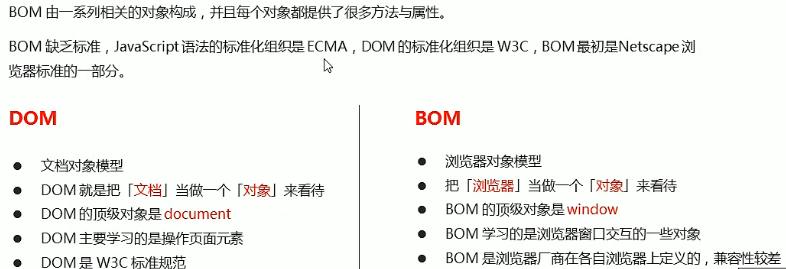 BOM 由一系列相关的对象构成，并且每个对象都提供了很多方法与属性。
BOM 缺乏标准，JavaScript 语法的标准化组织是 ECMA，DOM 的标准化组织是 W3C，BOM 最初是Netscape 浏
览器标准的一部分。
DOM
文档对象模型
DOM 就是把「文档」当做一个「对象」来看待
DOM 的顶级对象是 document
DOM 主要学习的是操作页面元素
DOM 是 W3C 标准规范
BOM
浏览器对象模型
把「浏览器」当做一个「对象」来看待
BOM 的顶级对象是 window
BOM 学习的是浏览器窗口交互的一些对象
BOM 是浏览器厂商在各自浏览器上定义的，兼容性较差